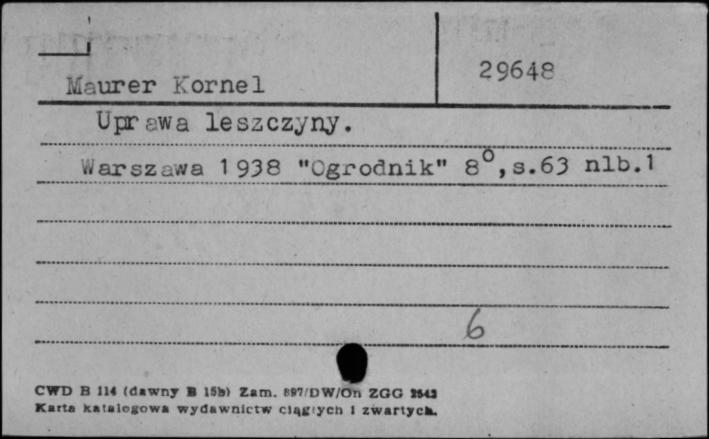 Maurer Kornel
29648
Uprawa leszczyny.
Warszawa 1938 "Ogrodnik" 8°,s.63 nlb.1
6
CWD B 114 (dawny B 15b) Zam. 897/DW/On ZGG 2542
Karta katalogowa wydawnictw ciągłych i zwartych.